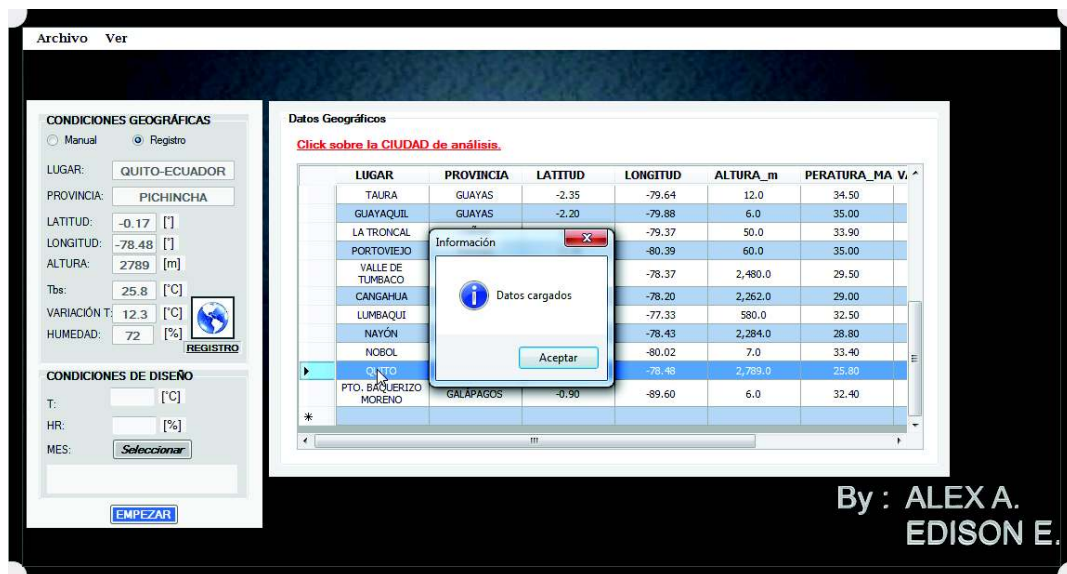 Archivo Ver
CONDICIONES GEOGRÁFICAS
Manual Registro
LUGAR: QUITO-ECUADOR
PROVINCIA: PICHINCHA
LATITUD: -0.17 [°]
LONGITUD: -78.48 [°]
ALTURA: 2789 [m]
Tbs: 25.8 [°C]
VARIACIÓN T: 12.3 [°C]
HUMEDAD: 72 [%]
REGISTRO
CONDICIONES DE DISEÑO
T: [°C]
HR: [%]
MES: Seleccionar
EMPEZAR
Datos Geográficos
Click sobre la CIUDAD de análisis.
LUGAR PROVINCIA LATITUD LONGITUD ALTURA_m PERATURA_MA
TAURA GUAYAS -2.35 -79.64 12.0 34.50
GUAYAQUIL GUAYAS -2.20 -79.88 6.0 35.00
LA TRONCAL -79.37 50.0 33.90
PORTOVIEJO -80.39 60.0 35.00
VALLE DE TUMBACO -78.37 2,480.0 29.50
CANGAHUA -78.20 2,262.0 29.00
LUMBAQUI -77.33 580.0 32.50
NAYÓN -78.43 2,284.0 28.80
NOBOL -80.02 7.0 33.40
QUITO -78.48 2,789.0 25.80
PTO. BAQUERIZO MORENO GALÁPAGOS -0.90 -89.60 6.0 32.40
Información
Datos cargados
Aceptar
By : ALEX A.
EDISON E.